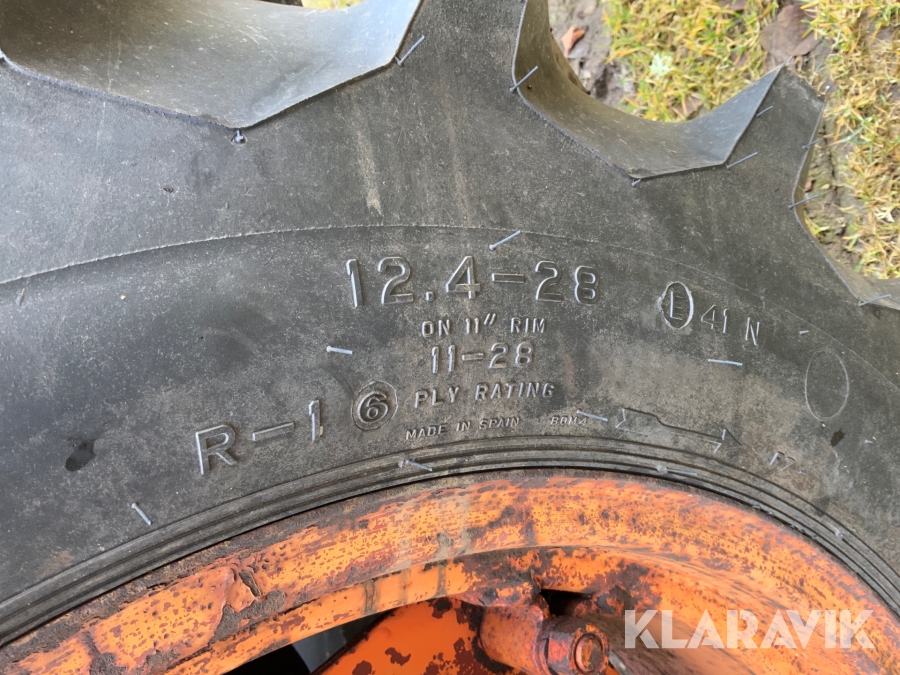 12.4-28
ON 11" RIM
11-28
E 41 N
R-1 6 PLY RATING
MADE IN SPAIN
KLARAVIK